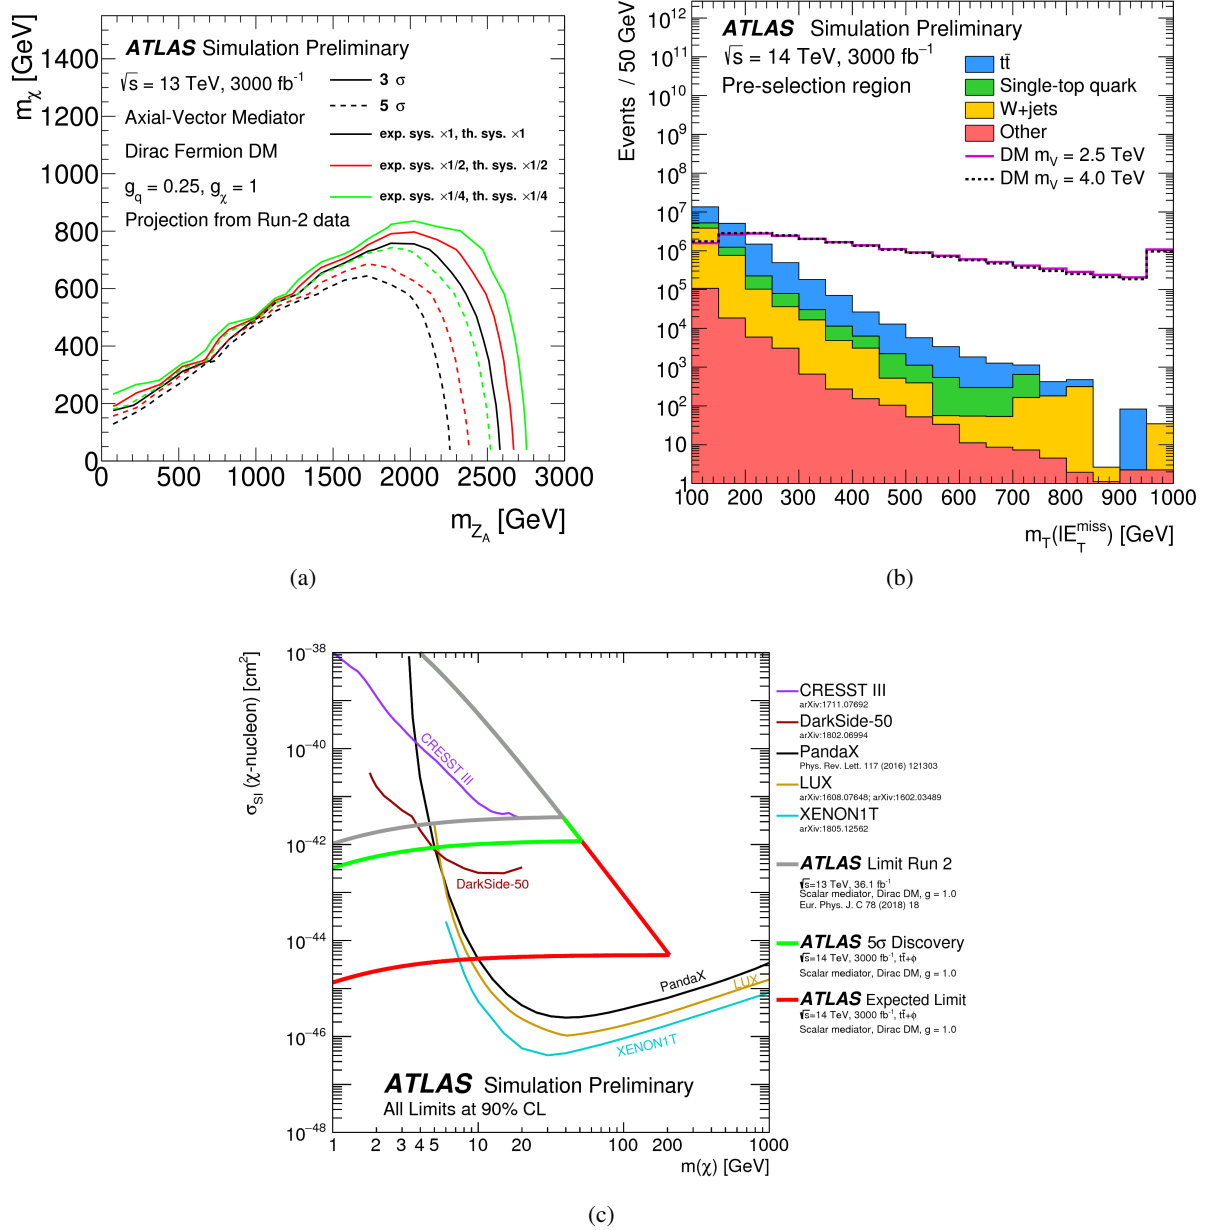 ATLAS Simulation Preliminary
√s = 13 TeV, 3000 fb⁻¹
Axial-Vector Mediator
Dirac Fermion DM
g_q = 0.25, g_χ = 1
Projection from Run-2 data
3 σ
5 σ
exp. sys. ×1, th. sys. ×1
exp. sys. ×1/2, th. sys. ×1/2
exp. sys. ×1/4, th. sys. ×1/4
m_χ [GeV]
1400
1200
1000
800
600
400
200
0
0 500 1000 1500 2000 2500 3000
m_{Z_A} [GeV]
(a)
Events / 50 GeV
10¹²
10¹¹
10¹⁰
10⁹
10⁸
10⁷
10⁶
10⁵
10⁴
10³
10²
10
1
ATLAS Simulation Preliminary
√s = 14 TeV, 3000 fb⁻¹
Pre-selection region
tt̄
Single-top quark
W+jets
Other
DM m_V = 2.5 TeV
DM m_V = 4.0 TeV
100 200 300 400 500 600 700 800 900 1000
m_T(lE_T^miss) [GeV]
(b)
σ_SI (χ-nucleon) [cm²]
10⁻³⁸
10⁻⁴⁰
10⁻⁴²
10⁻⁴⁴
10⁻⁴⁶
10⁻⁴⁸
CRESST III
DarkSide-50
PandaX
LUX
XENON1T
ATLAS Simulation Preliminary
All Limits at 90% CL
1 2 3 4 5 10 20 100 200 1000
m(χ) [GeV]
CRESST III
arXiv:1711.07692
DarkSide-50
arXiv:1802.06994
PandaX
Phys. Rev. Lett. 117 (2016) 121303
LUX
arXiv:1608.07648; arXiv:1602.03489
XENON1T
arXiv:1805.12562
ATLAS Limit Run 2
√s=13 TeV, 36.1 fb⁻¹
Scalar mediator, Dirac DM, g = 1.0
Eur. Phys. J. C 78 (2018) 18
ATLAS 5σ Discovery
√s=14 TeV, 3000 fb⁻¹, tt̄+ϕ
Scalar mediator, Dirac DM, g = 1.0
ATLAS Expected Limit
√s=14 TeV, 3000 fb⁻¹, tt̄+ϕ
Scalar mediator, Dirac DM, g = 1.0
(c)